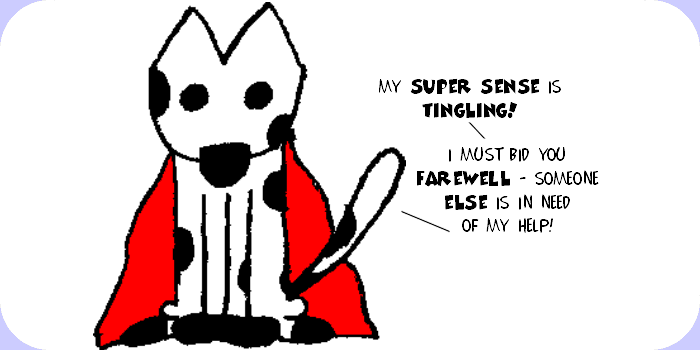 MY SUPER SENSE IS
TINGLING!
I MUST BID YOU
FAREWELL - SOMEONE
ELSE IS IN NEED
OF MY HELP!